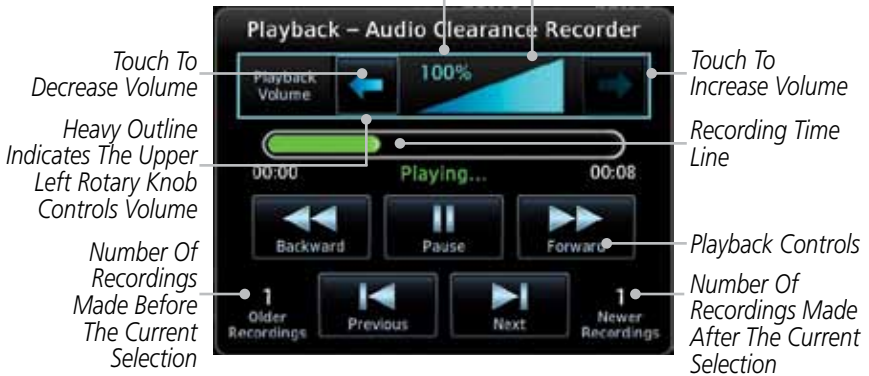 Playback – Audio Clearance Recorder
Touch To
Decrease Volume
Playback
Volume
100%
Touch To
Increase Volume
Heavy Outline
Indicates The Upper
Left Rotary Knob
Controls Volume
Recording Time
Line
00:00
Playing...
00:08
Backward
Pause
Forward
Playback Controls
Number Of
Recordings
Made Before
The Current
Selection
1
Older
Recordings
Previous
Next
1
Newer
Recordings
Number Of
Recordings Made
After The Current
Selection